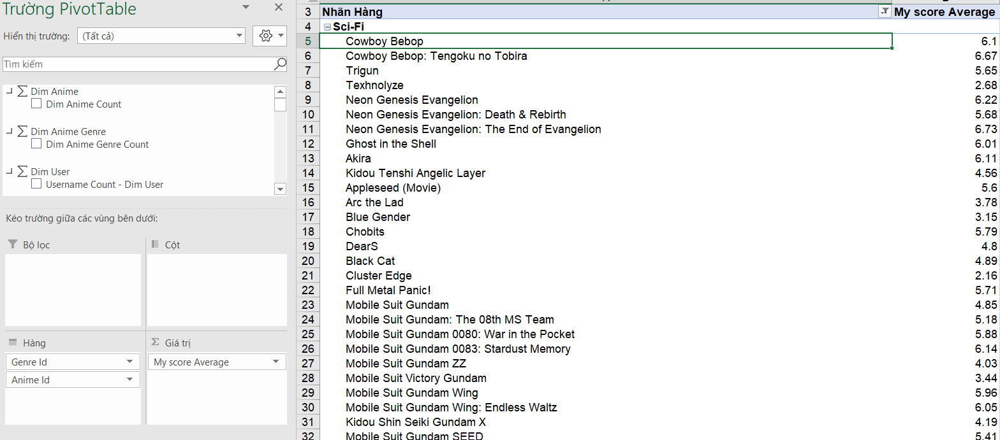 Trường PivotTable
Hiển thị trường:
(Tất cả)
Tìm kiếm
Dim Anime
Dim Anime Count
Dim Anime Genre
Dim Anime Genre Count
Dim User
Username Count - Dim User
Kéo trường giữa các vùng bên dưới:
Bộ lọc
Cột
Hàng
Genre Id
Anime Id
Σ Giá trị
My score Average
3 Nhãn Hàng My score Average
4 Sci-Fi
5 Cowboy Bebop 6.1
6 Cowboy Bebop: Tengoku no Tobira 6.67
7 Trigun 5.65
8 Texhnolyze 2.68
9 Neon Genesis Evangelion 6.22
10 Neon Genesis Evangelion: Death & Rebirth 5.68
11 Neon Genesis Evangelion: The End of Evangelion 6.73
12 Ghost in the Shell 6.01
13 Akira 6.11
14 Kidou Tenshi Angelic Layer 4.56
15 Appleseed (Movie) 5.6
16 Arc the Lad 3.78
17 Blue Gender 3.15
18 Chobits 5.79
19 DearS 4.8
20 Black Cat 4.89
21 Cluster Edge 2.16
22 Full Metal Panic! 5.71
23 Mobile Suit Gundam 4.85
24 Mobile Suit Gundam: The 08th MS Team 5.18
25 Mobile Suit Gundam 0080: War in the Pocket 5.88
26 Mobile Suit Gundam 0083: Stardust Memory 6.14
27 Mobile Suit Gundam ZZ 4.03
28 Mobile Suit Victory Gundam 3.44
29 Mobile Suit Gundam Wing 5.96
30 Mobile Suit Gundam Wing: Endless Waltz 6.05
31 Kidou Shin Seiki Gundam X 4.19
32 Mobile Suit Gundam SEED 5.41